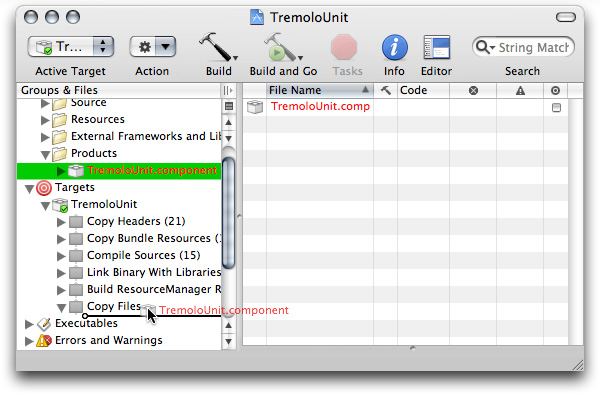 TremoloUnit
Tr...
String Match
Active Target
Action
Build
Build and Go
Tasks
Info
Editor
Search
Groups & Files
File Name
Code
Source
TremoloUnit.comp
Resources
External Frameworks and Lib
Products
TremoloUnit.component
Targets
TremoloUnit
Copy Headers (21)
Copy Bundle Resources (
Compile Sources (15)
Link Binary With Libraries
Build ResourceManager R
Copy Files
TremoloUnit.component
Executables
Errors and Warnings